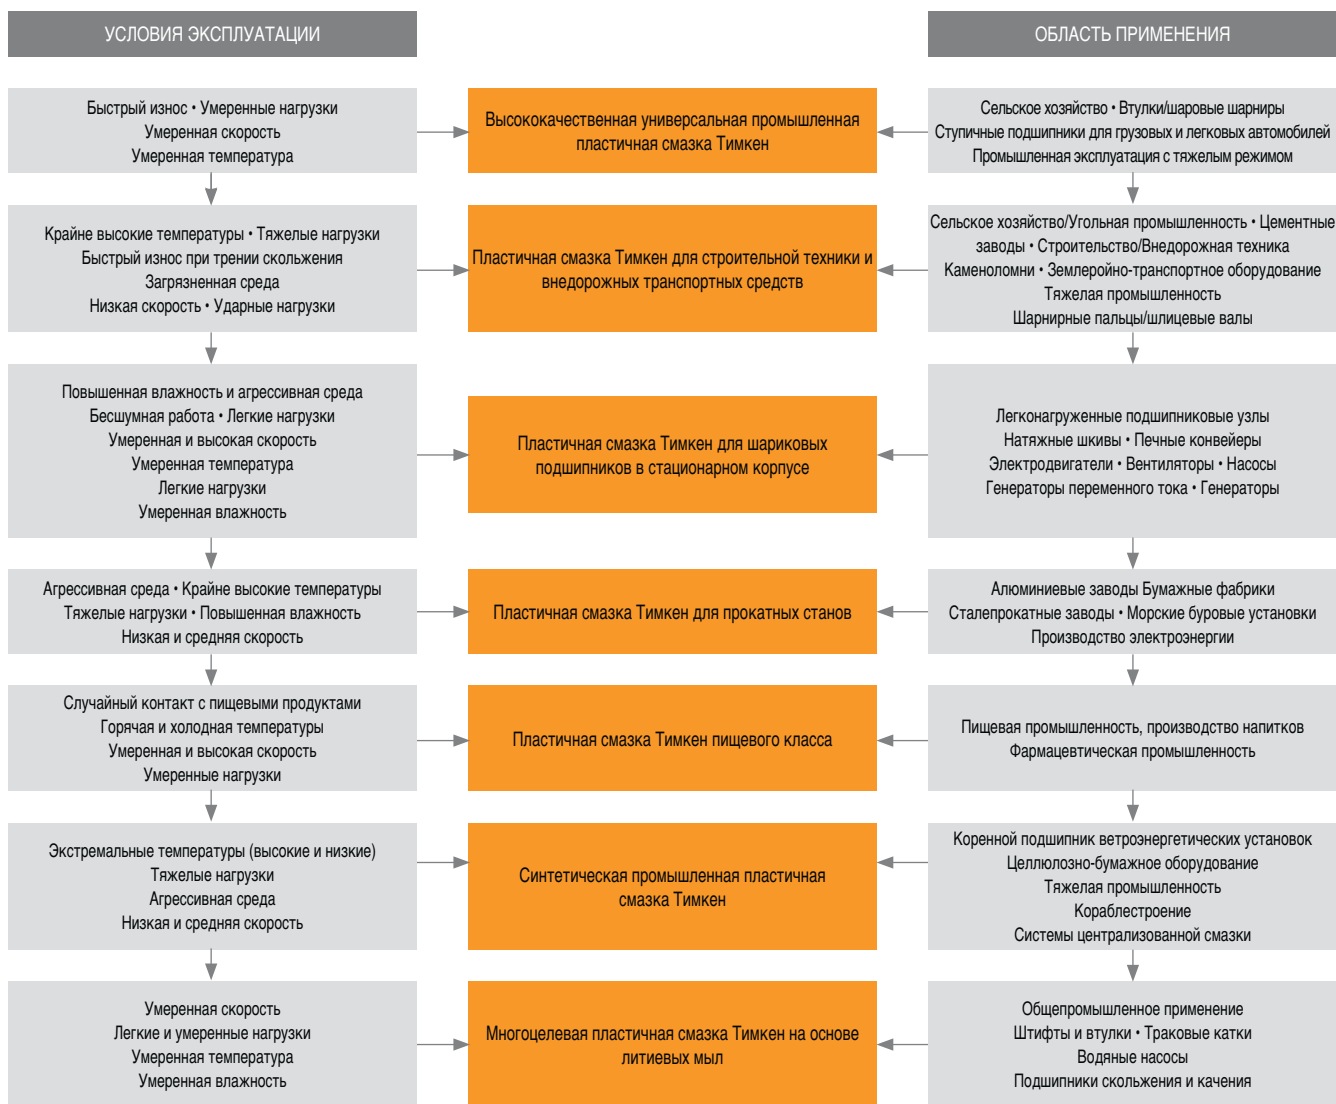 УСЛОВИЯ ЭКСПЛУАТАЦИИ
ОБЛАСТЬ ПРИМЕНЕНИЯ
Быстрый износ • Умеренные нагрузки
Умеренная скорость
Умеренная температура
Высококачественная универсальная промышленная
пластичная смазка Тимкен
Сельское хозяйство • Втулки/шаровые шарниры
Ступичные подшипники для грузовых и легковых автомобилей
Промышленная эксплуатация с тяжелым режимом
Крайне высокие температуры • Тяжелые нагрузки
Быстрый износ при трении скольжения
Загрязненная среда
Низкая скорость • Ударные нагрузки
Пластичная смазка Тимкен для строительной техники и
внедорожных транспортных средств
Сельское хозяйство/Угольная промышленность • Цементные
заводы • Строительство/Внедорожная техника
Каменоломни • Землеройно-транспортное оборудование
Тяжелая промышленность
Шарнирные пальцы/шлицевые валы
Повышенная влажность и агрессивная среда
Бесшумная работа • Легкие нагрузки
Умеренная и высокая скорость
Умеренная температура
Легкие нагрузки
Умеренная влажность
Пластичная смазка Тимкен для шариковых
подшипников в стационарном корпусе
Легконагруженные подшипниковые узлы
Натяжные шкивы • Печные конвейеры
Электродвигатели • Вентиляторы • Насосы
Генераторы переменного тока • Генераторы
Агрессивная среда • Крайне высокие температуры
Тяжелые нагрузки • Повышенная влажность
Низкая и средняя скорость
Пластичная смазка Тимкен для прокатных станов
Алюминиевые заводы Бумажные фабрики
Сталепрокатные заводы • Морские буровые установки
Производство электроэнергии
Случайный контакт с пищевыми продуктами
Горячая и холодная температуры
Умеренная и высокая скорость
Умеренные нагрузки
Пластичная смазка Тимкен пищевого класса
Пищевая промышленность, производство напитков
Фармацевтическая промышленность
Экстремальные температуры (высокие и низкие)
Тяжелые нагрузки
Агрессивная среда
Низкая и средняя скорость
Синтетическая промышленная пластичная
смазка Тимкен
Коренной подшипник ветроэнергетических установок
Целлюлозно-бумажное оборудование
Тяжелая промышленность
Кораблестроение
Системы централизованной смазки
Умеренная скорость
Легкие и умеренные нагрузки
Умеренная температура
Умеренная влажность
Многоцелевая пластичная смазка Тимкен на основе
литиевых мыл
Общепромышленное применение
Штифты и втулки • Траковые катки
Водяные насосы
Подшипники скольжения и качения